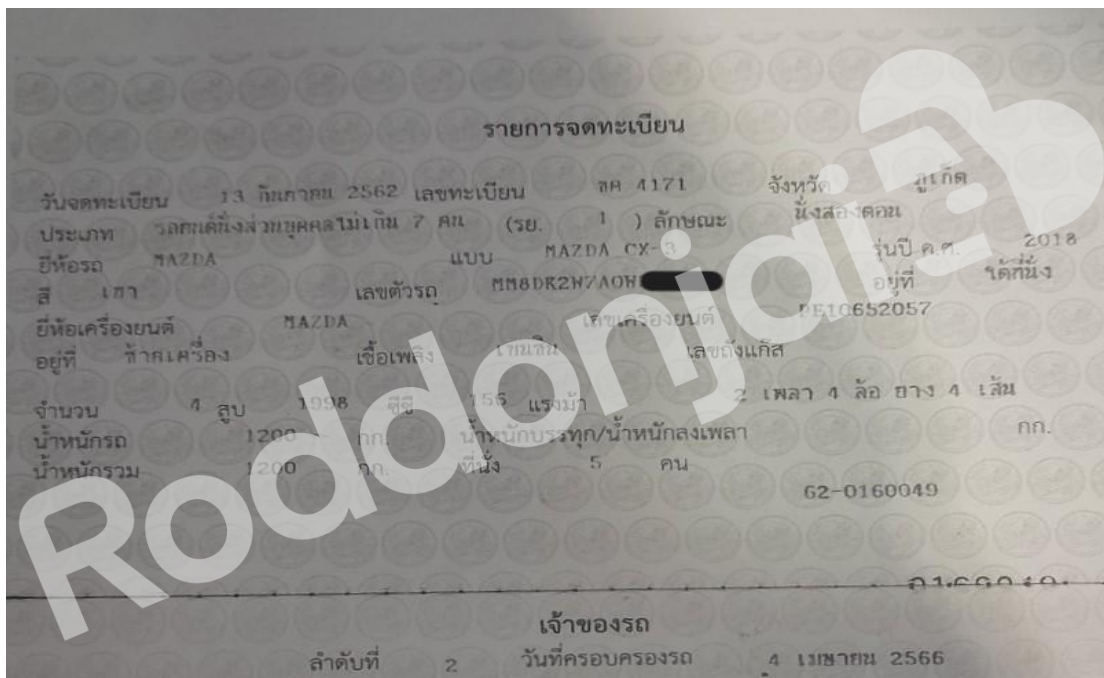 รายการจดทะเบียน
วันจดทะเบียน 13 กันยายน 2562 เลขทะเบียน 4171 จังหวัด ภูเก็ต
ประเภท รถยนต์นั่งส่วนบุคคลไม่เกิน 7 คน (รย. 1 ) ลักษณะ นั่งสองตอน
ยี่ห้อรถ MAZDA แบบ MAZDA CX-3 รุ่นปี ค.ศ. 2018
สี เทา เลขตัวรถ MM8DK2W7A0W อยู่ที่ ใต้ที่นั่ง
ยี่ห้อเครื่องยนต์ MAZDA เลขเครื่องยนต์ PE10652057
อยู่ที่ ท้ายเครื่อง เชื้อเพลิง เบนซิน เลขถังแก๊ส
จำนวน 4 สูบ 1998 ซีซี 156 แรงม้า 2 เพลา 4 ล้อ ยาง 4 เส้น
น้ำหนักรถ 1200 กก. น้ำหนักบรรทุก/น้ำหนักลงเพลา กก.
น้ำหนักรวม 1200 กก. ที่นั่ง 5 คน
62-0160049
เจ้าของรถ
ลำดับที่ 2 วันที่ครอบครองรถ 4 เมษายน 2566
Roddonjai